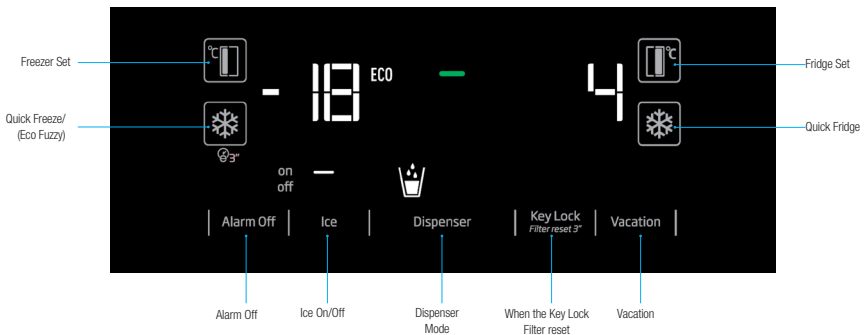 Freezer Set
Quick Freeze/
(Eco Fuzzy)
°C
-18 ECO
4
°C
Fridge Set
Quick Fridge
3"
on
off
Alarm Off
Ice
Dispenser
Key Lock
Filter reset 3"
Vacation
Alarm Off
Ice On/Off
Dispenser
Mode
When the Key Lock
Filter reset
Vacation